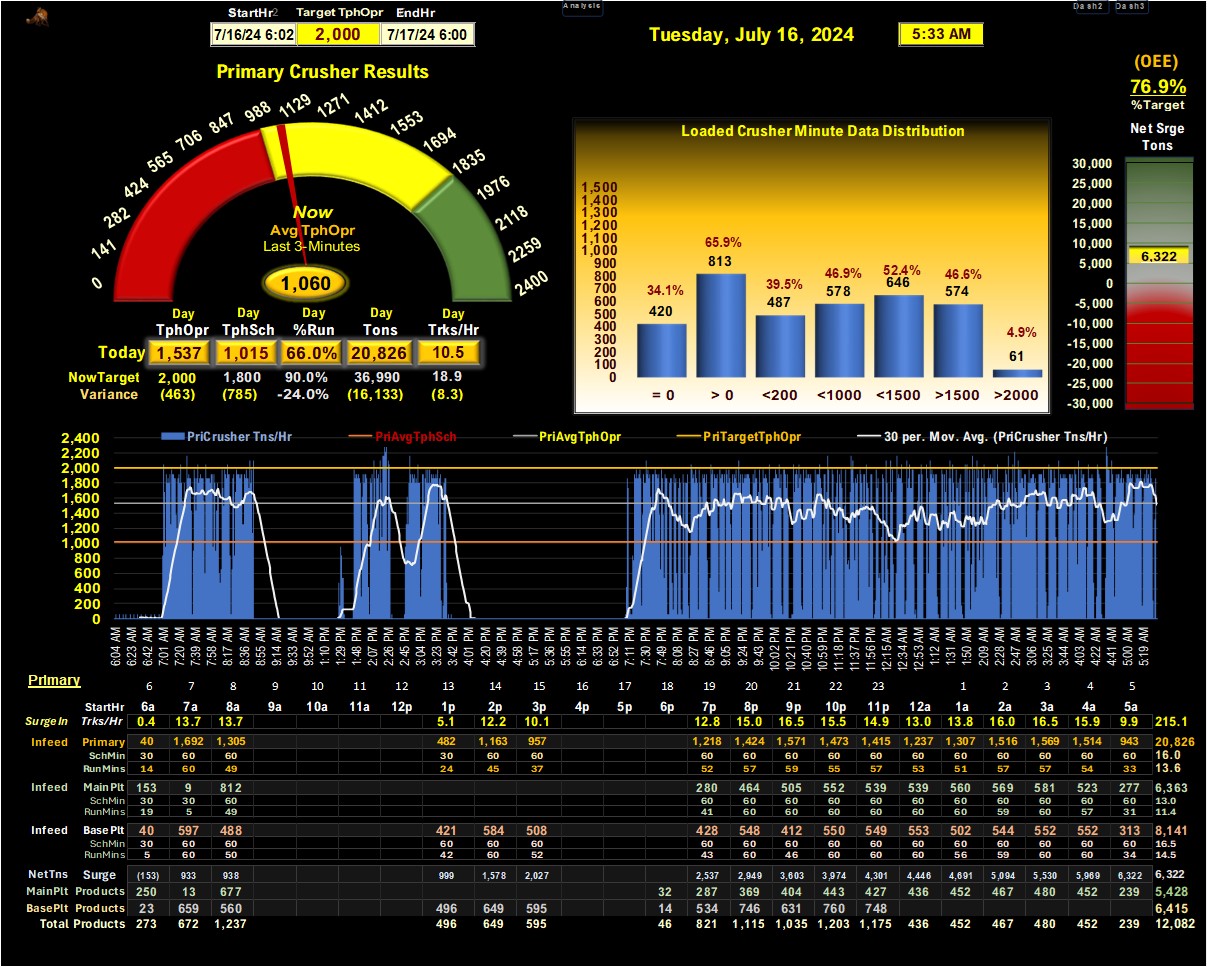 Analysis
Dash2 Dash3
StartHr2 Target TphOpr EndHr
7/16/24 6:02 2,000 7/17/24 6:00
Tuesday, July 16, 2024 5:33 AM
(OEE)
76.9%
%Target
Primary Crusher Results
0 141 282 424 565 706 847 988 1129 1271 1412 1553 1694 1835 1976 2118 2259 2400
Now
Avg TphOpr
Last 3-Minutes
1,060
Day Day Day Day Day
TphOpr TphSch %Run Tons Trks/Hr
Today 1,537 1,015 66.0% 20,826 10.5
NowTarget 2,000 1,800 90.0% 36,990 18.9
Variance (463) (785) -24.0% (16,133) (8.3)
Loaded Crusher Minute Data Distribution
1,500
1,400
1,300
1,200
1,100
1,000
900
800
700
600
500
400
300
200
100
0
34.1% 65.9% 39.5% 46.9% 52.4% 46.6% 4.9%
420 813 487 578 646 574 61
= 0 > 0 <200 <1000 <1500 >1500 >2000
Net Srge
Tons
30,000
25,000
20,000
15,000
10,000
5,000
0
-5,000
-10,000
-15,000
-20,000
-25,000
-30,000
6,322
PriCrusher Tns/Hr PriAvgTphSch PriAvgTphOpr PriTargetTphOpr 30 per. Mov. Avg. (PriCrusher Tns/Hr)
2,400
2,200
2,000
1,800
1,600
1,400
1,200
1,000
800
600
400
200
0
6:04 AM 6:23 AM 6:42 AM 7:01 AM 7:20 AM 7:39 AM 7:58 AM 8:17 AM 8:36 AM 8:55 AM 9:14 AM 9:33 AM 9:52 AM 1:10 PM 1:29 PM 1:48 PM 2:07 PM 2:26 PM 2:45 PM 3:04 PM 3:23 PM 3:42 PM 4:01 PM 4:20 PM 4:39 PM 4:58 PM 5:17 PM 5:36 PM 5:55 PM 6:14 PM 6:33 PM 6:52 PM 7:11 PM 7:30 PM 7:49 PM 8:08 PM 8:27 PM 8:46 PM 9:05 PM 9:24 PM 9:43 PM 10:02 PM 10:21 PM 10:40 PM 10:59 PM 11:18 PM 11:37 PM 11:56 PM 12:15 AM 12:34 AM 12:53 AM 1:12 AM 1:31 AM 1:50 AM 2:09 AM 2:28 AM 2:47 AM 3:06 AM 3:25 AM 3:44 AM 4:03 AM 4:22 AM 4:41 AM 5:00 AM 5:19 AM
Primary 6 7 8 9 10 11 12 13 14 15 16 17 18 19 20 21 22 23 1 2 3 4 5
StartHr 6a 7a 8a 9a 10a 11a 12p 1p 2p 3p 4p 5p 6p 7p 8p 9p 10p 11p 12a 1a 2a 3a 4a 5a
SurgeIn Trks/Hr 0.4 13.7 13.7 5.1 12.2 10.1 12.8 15.0 16.5 15.5 14.9 13.0 13.8 16.0 16.5 15.9 9.9 215.1
Infeed Primary 40 1,692 1,305 482 1,163 957 1,218 1,424 1,571 1,473 1,415 1,237 1,307 1,516 1,569 1,514 943 20,826
SchMin 30 60 60 30 60 60 60 60 60 60 60 60 60 60 60 60 60 16.0
RunMins 14 60 49 24 45 37 52 57 59 55 57 53 51 57 57 54 33 13.6
Infeed Main Plt 153 9 812 280 464 505 552 539 539 560 569 581 523 277 6,363
SchMin 30 30 60 60 60 60 60 60 60 60 60 60 60 60 13.0
RunMins 19 5 49 41 60 60 60 60 60 60 59 60 57 31 11.4
Infeed Base Plt 40 597 488 421 584 508 428 548 412 550 549 553 502 544 552 552 313 8,141
SchMin 30 60 60 60 60 60 60 60 60 60 60 60 60 60 60 60 60 16.5
RunMins 5 60 50 42 60 52 43 60 46 60 60 60 56 59 60 60 34 14.5
NetTns Surge (153) 933 938 999 1,578 2,027 2,537 2,949 3,603 3,974 4,301 4,446 4,691 5,094 5,530 5,969 6,322 6,322
MainPlt Products 250 13 677 32 287 369 404 443 427 436 452 467 480 452 239 5,428
BasePlt Products 23 659 560 496 649 595 14 534 746 631 760 748 6,415
Total Products 273 672 1,237 496 649 595 46 821 1,115 1,035 1,203 1,175 436 452 467 480 452 239 12,082